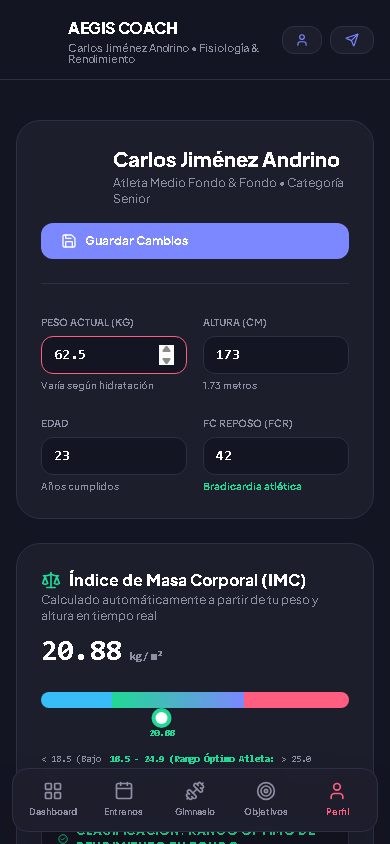 AEGIS COACH
Carlos Jiménez Andrino • Fisiología &
Rendimiento
Carlos Jiménez Andrino
Atleta Medio Fondo & Fondo • Categoría
Senior
Guardar Cambios
PESO ACTUAL (KG)
ALTURA (CM)
62.5
173
Varía según hidratación
1.73 metros
EDAD
FC REPOSO (FCR)
23
42
Años cumplidos
Bradicardia atlética
Índice de Masa Corporal (IMC)
Calculado automáticamente a partir de tu peso y
altura en tiempo real
20.88 kg/m²
20.88
< 18.5 (Bajo
18.5 - 24.9 (Rango Óptimo Atleta:
> 25.0
Dashboard
Entrenos
Gimnasio
Objetivos
Perfil
CLASIFICACIÓN: RANGO ÓPTIMO DE